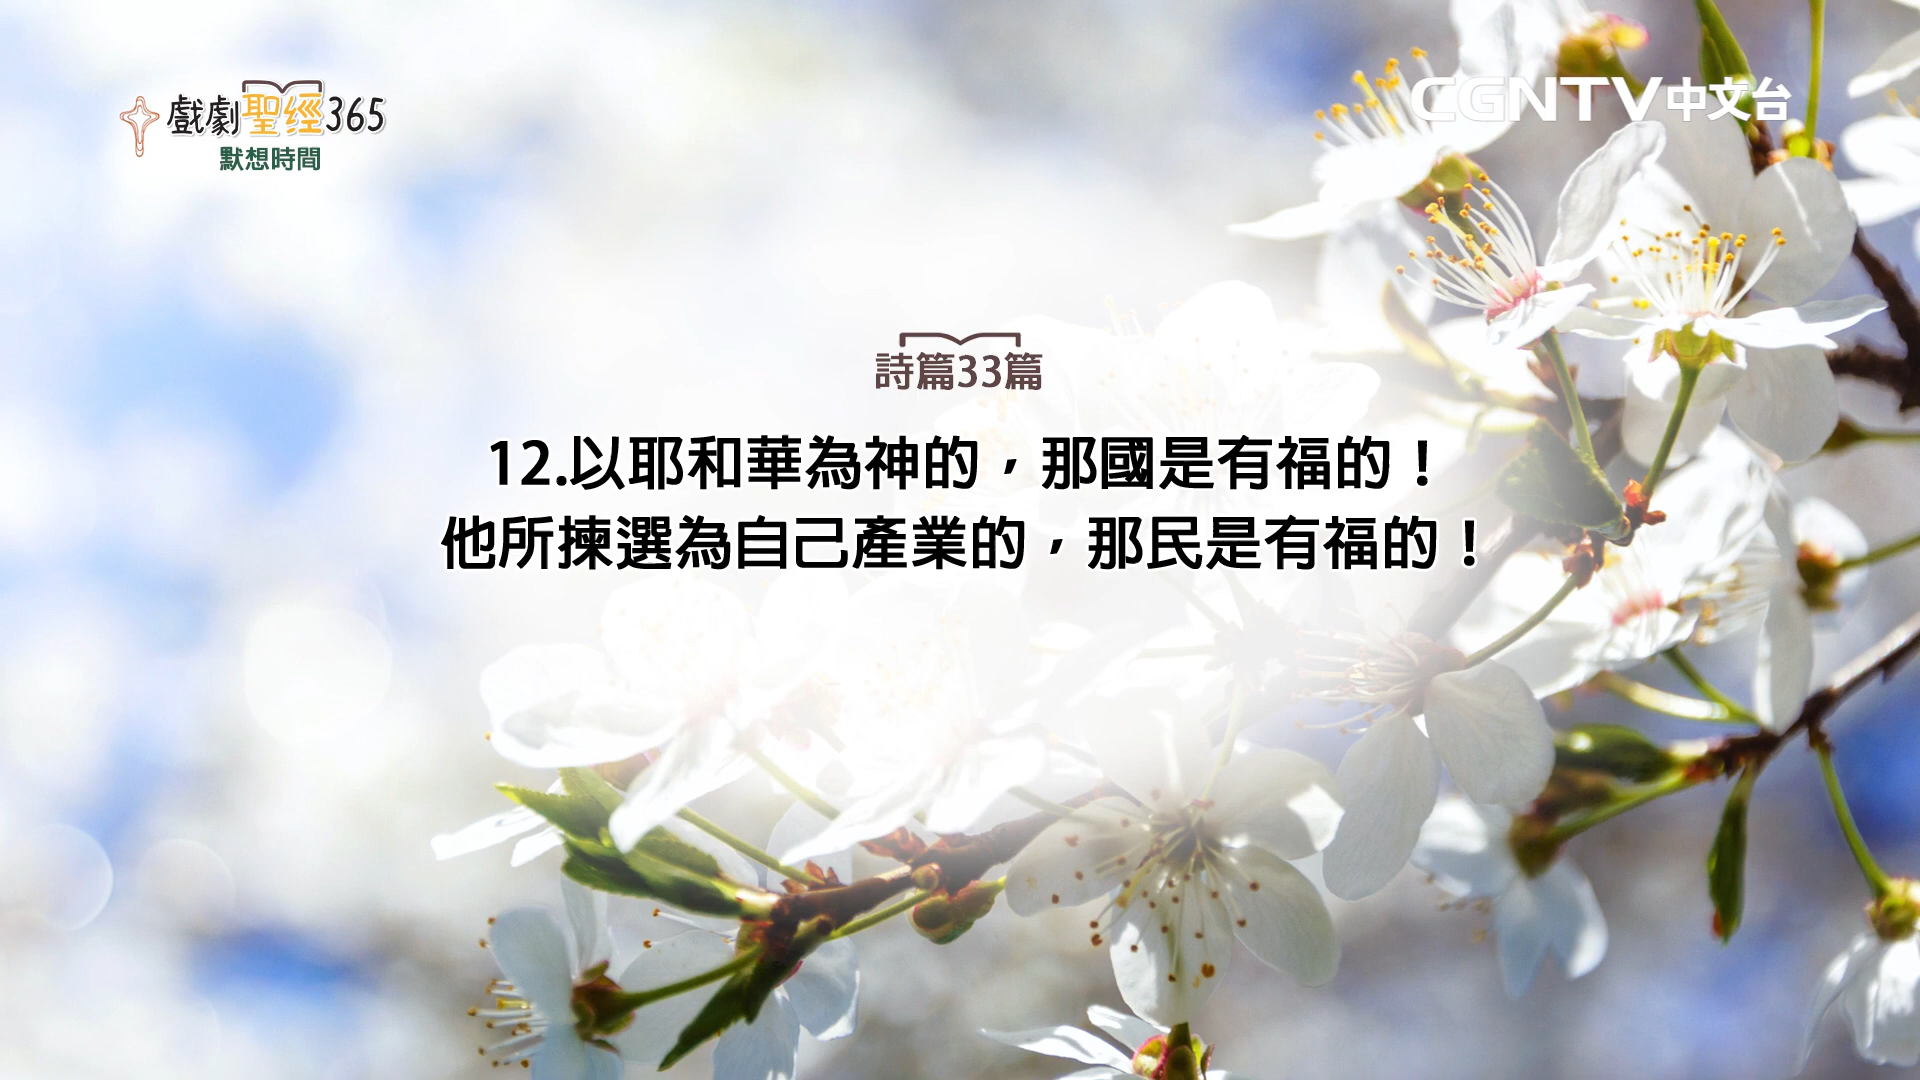 戲劇聖經365
默想時間
CGNTV中文台
詩篇33篇
12.以耶和華為神的，那國是有福的！
他所揀選為自己產業的，那民是有福的！